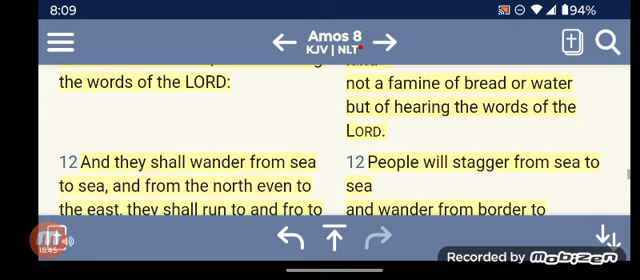 8:09
94%
Amos 8
KJV | NLT
the words of the LORD:
not a famine of bread or water
but of hearing the words of the
LORD.
12 And they shall wander from sea
to sea, and from the north even to
the east, they shall run to and fro to
12 People will stagger from sea to
sea
and wander from border to
18:45
Recorded by Mobizen